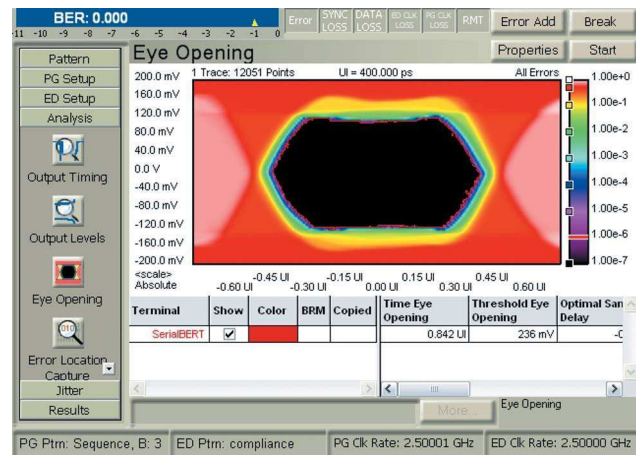 BER: 0.000
-11 -10 -9 -8 -7 -6 -5 -4 -3 -2 -1 0
Error
SYNC LOSS
DATA LOSS
ED CLK LOSS
PG CLK LOSS
RMT
Error Add
Break
Eye Opening
Properties
Start
Pattern
PG Setup
ED Setup
Analysis
Output Timing
Output Levels
Eye Opening
Error Location
Capture
Jitter
Results
1 Trace: 12051 Points
UI = 400.000 ps
All Errors
200.0 mV
160.0 mV
120.0 mV
80.0 mV
40.0 mV
0.0 V
-40.0 mV
-80.0 mV
-120.0 mV
-160.0 mV
-200.0 mV
1.00e+0
1.00e-1
1.00e-2
1.00e-3
1.00e-4
1.00e-5
1.00e-6
1.00e-7
<scale>
Absolute
-0.45 UI -0.15 UI 0.15 UI 0.45 UI
-0.60 UI -0.30 UI 0.00 UI 0.30 UI 0.60 UI
Terminal Show Color BRM Copied Time Eye Opening Threshold Eye Opening Optimal San Delay
SerialBERT 0.842 UI 236 mV -0
More...
Eye Opening
PG Ptrn: Sequence, B: 3
ED Ptrn: compliance
PG Clk Rate: 2.50001 GHz
ED Clk Rate: 2.50000 GHz